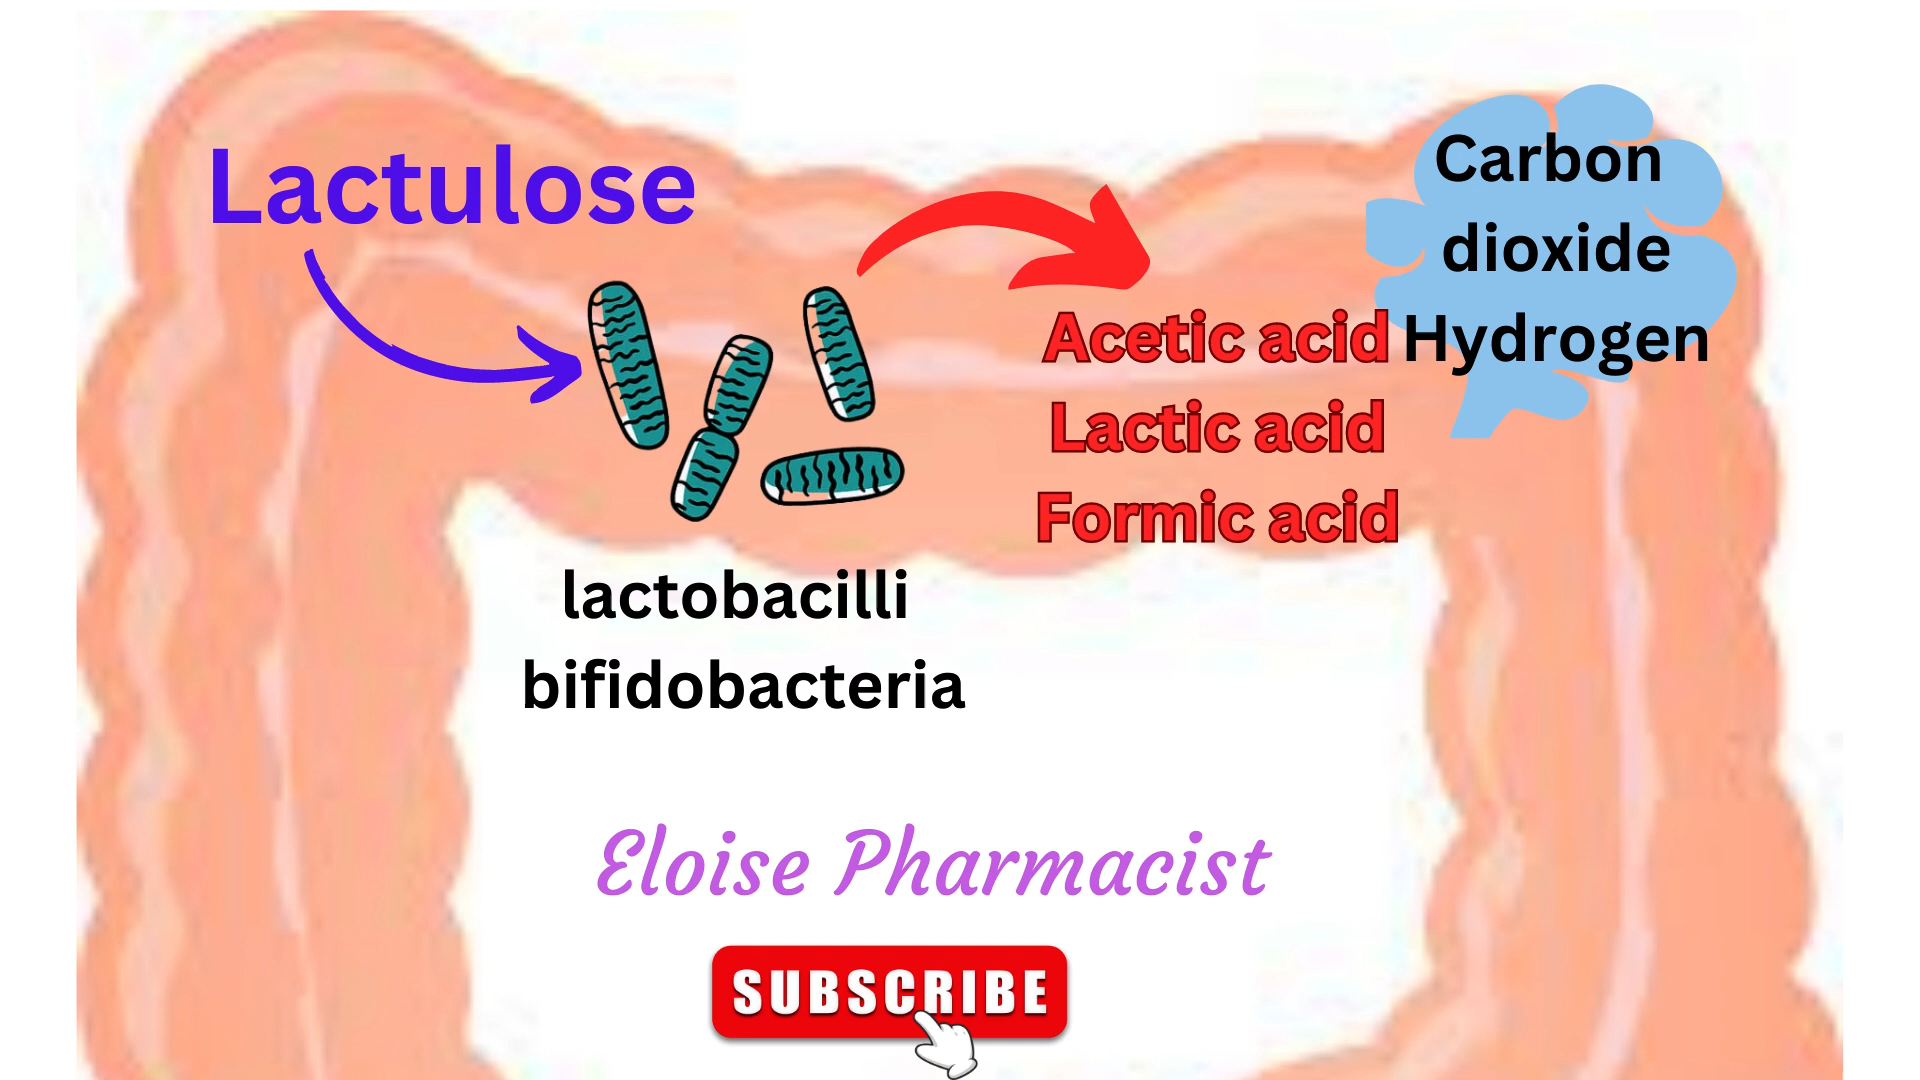 Lactulose
Carbon
dioxide
Hydrogen
Acetic acid
Lactic acid
Formic acid
lactobacilli
bifidobacteria
Eloise Pharmacist
SUBSCRIBE